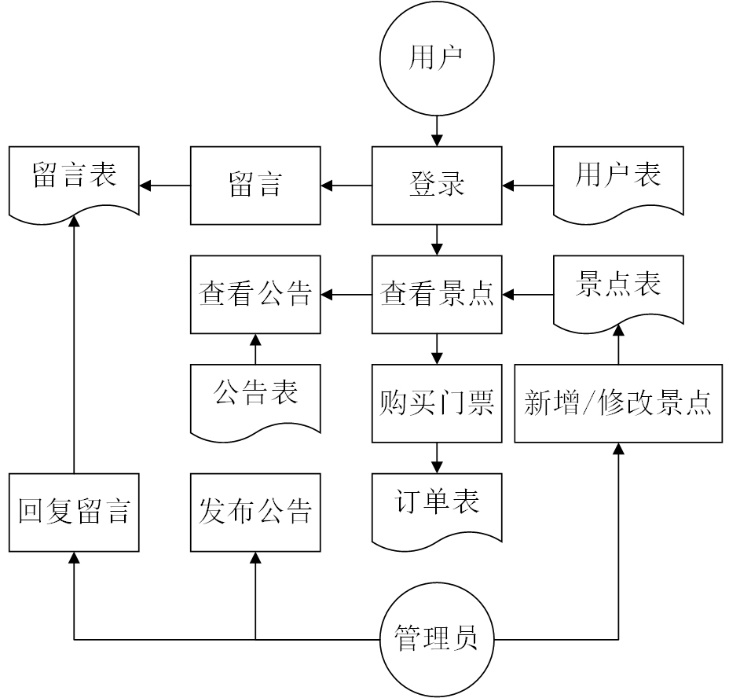 用户
留言表
留言
登录
用户表
查看公告
查看景点
景点表
公告表
购买门票
新增/修改景点
回复留言
发布公告
订单表
管理员